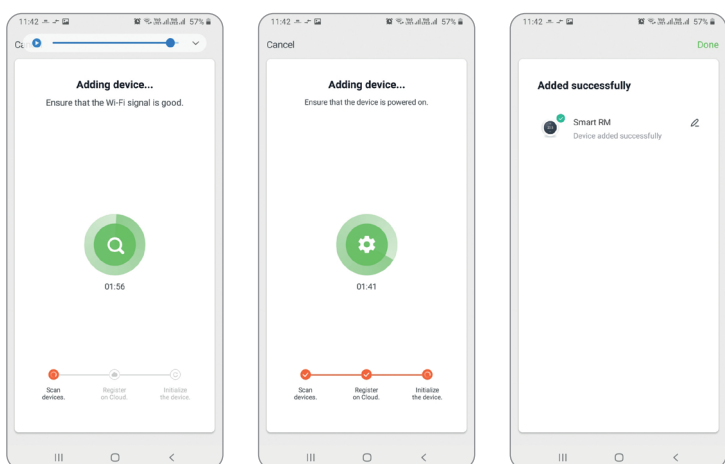 11:42
57%
Ca
Adding device...
Ensure that the Wi-Fi signal is good.
01:56
Scan
devices.
Register
on Cloud.
Initialize
the device.
11:42
57%
Cancel
Adding device...
Ensure that the device is powered on.
01:41
Scan
devices.
Register
on Cloud.
Initialize
the device.
11:42
57%
Done
Added successfully
Smart RM
Device added successfully